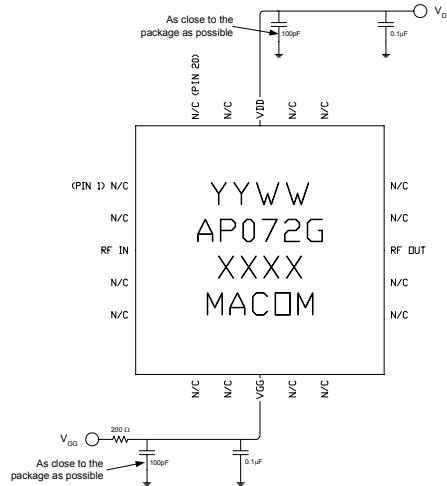 As close to the
package as possible
100pF
0.1μF
V_D
N/C (PIN 20)
N/C
VDD
N/C
N/C
(PIN 1) N/C
N/C
RF IN
N/C
N/C
YYWW
AP072G
XXXX
MACOM
N/C
N/C
RF OUT
N/C
N/C
N/C
N/C
VGG
N/C
N/C
V_GG
200 Ω
As close to the
package as possible
100pF
0.1μF